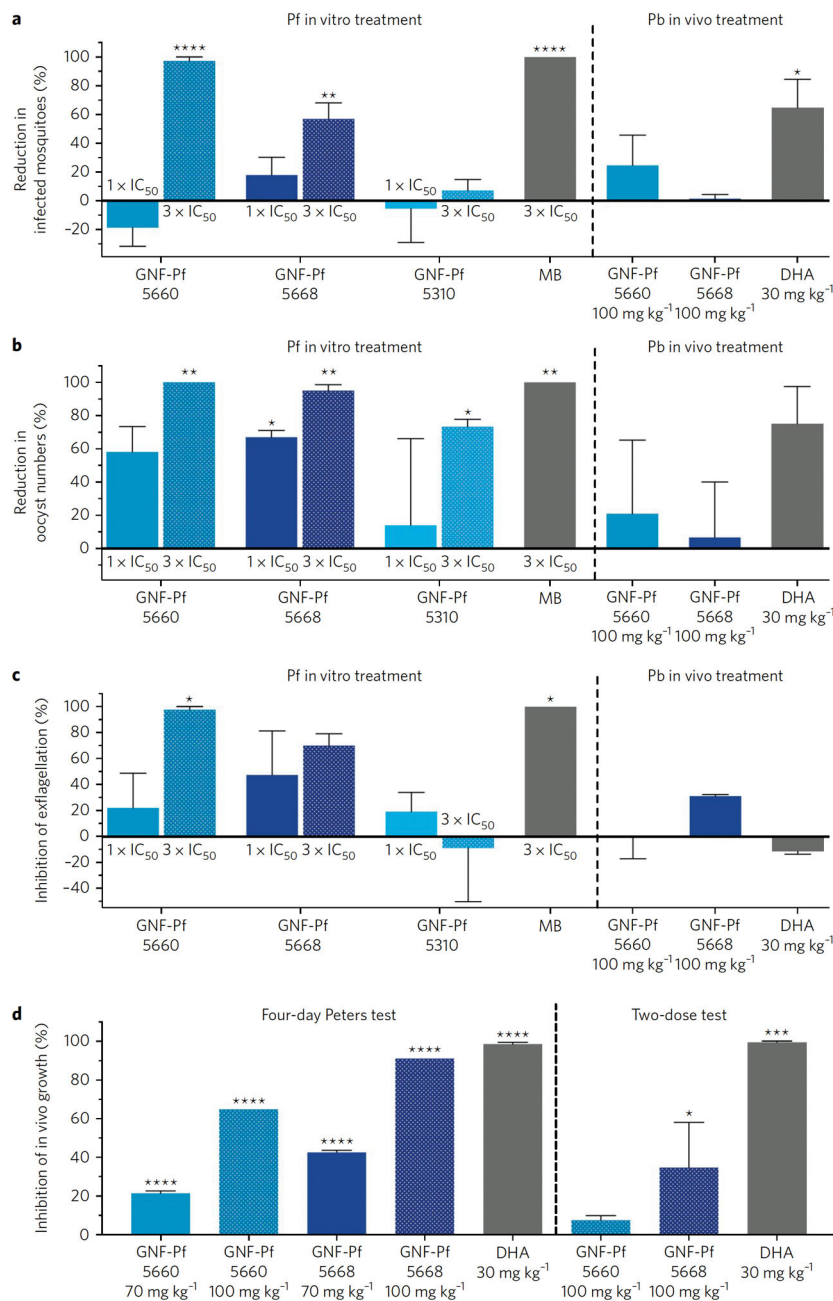 a
Pf in vitro treatment
Pb in vivo treatment
Reduction in
infected mosquitoes (%)
100
80
60
40
20
0
−20
****
**
****
*
1 × IC50
3 × IC50
1 × IC50
3 × IC50
1 × IC50
3 × IC50
3 × IC50
GNF-Pf
5660
GNF-Pf
5668
GNF-Pf
5310
MB
GNF-Pf
5660
100 mg kg−1
GNF-Pf
5668
100 mg kg−1
DHA
30 mg kg−1
b
Pf in vitro treatment
Pb in vivo treatment
Reduction in
oocyst numbers (%)
100
80
60
40
20
0
**
*
**
*
**
1 × IC50
3 × IC50
1 × IC50
3 × IC50
1 × IC50
3 × IC50
3 × IC50
GNF-Pf
5660
GNF-Pf
5668
GNF-Pf
5310
MB
GNF-Pf
5660
100 mg kg−1
GNF-Pf
5668
100 mg kg−1
DHA
30 mg kg−1
c
Pf in vitro treatment
Pb in vivo treatment
Inhibition of exflagellation (%)
100
80
60
40
20
0
−20
−40
*
*
1 × IC50
3 × IC50
1 × IC50
3 × IC50
1 × IC50
3 × IC50
3 × IC50
GNF-Pf
5660
GNF-Pf
5668
GNF-Pf
5310
MB
GNF-Pf
5660
100 mg kg−1
GNF-Pf
5668
100 mg kg−1
DHA
30 mg kg−1
d
Four-day Peters test
Two-dose test
Inhibition of in vivo growth (%)
100
80
60
40
20
0
****
****
****
****
****
*
***
GNF-Pf
5660
70 mg kg−1
GNF-Pf
5660
100 mg kg−1
GNF-Pf
5668
70 mg kg−1
GNF-Pf
5668
100 mg kg−1
DHA
30 mg kg−1
GNF-Pf
5660
100 mg kg−1
GNF-Pf
5668
100 mg kg−1
DHA
30 mg kg−1